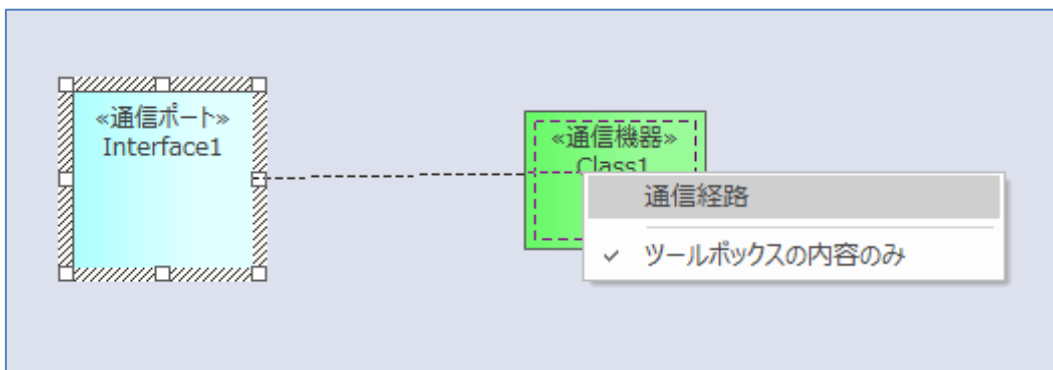 «通信ポート»
Interface1
«通信機器»
Class1
通信経路
ツールボックスの内容のみ